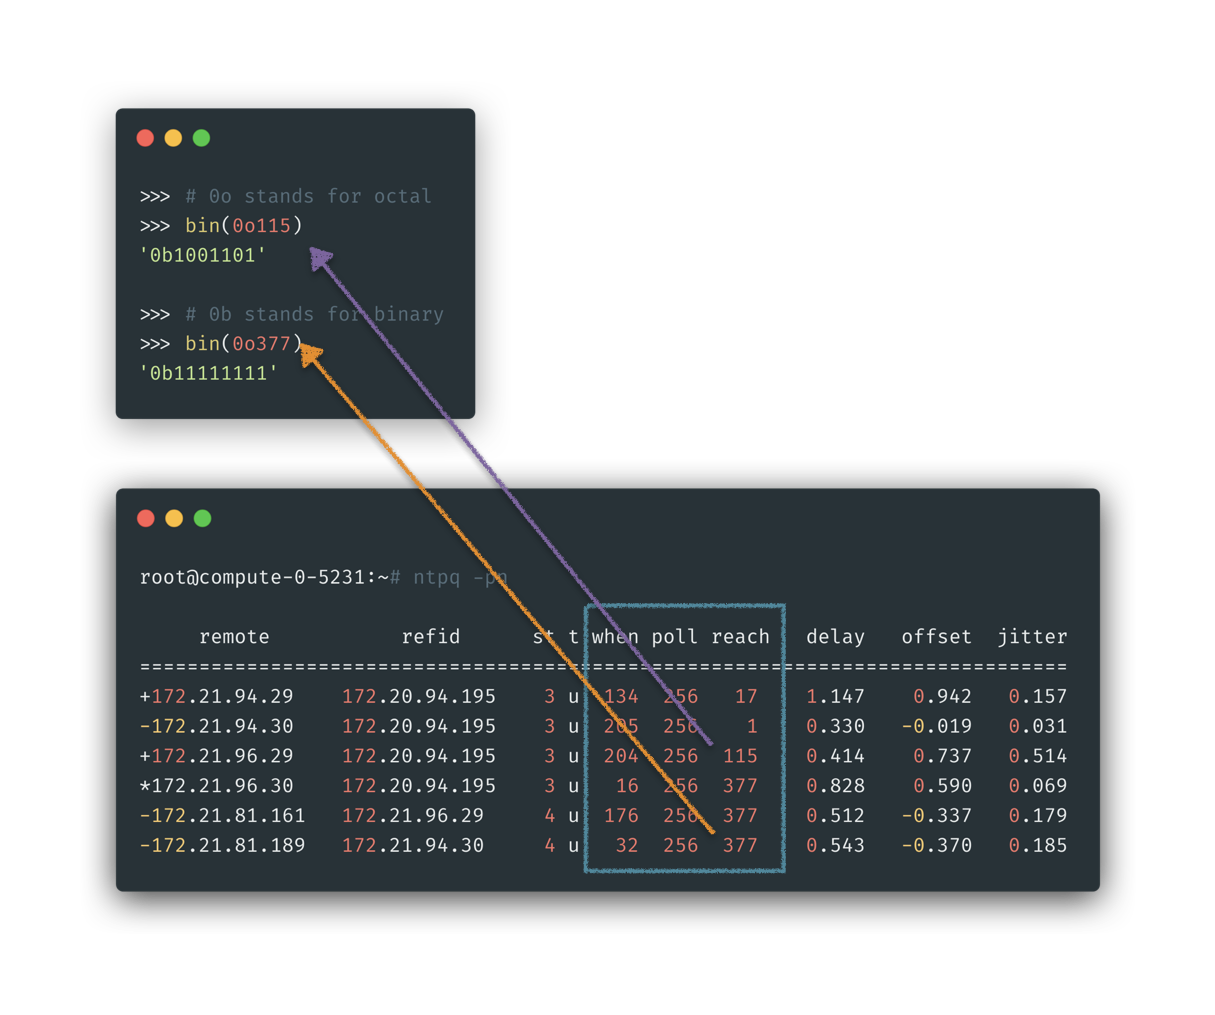 >>> # 0o stands for octal
>>> bin(0o115)
'0b1001101'
>>> # 0b stands for binary
>>> bin(0o377)
'0b11111111'
root@compute-0-5231:~# ntpq -pn
remote refid st t when poll reach delay offset jitter
==============================================================================
+172.21.94.29 172.20.94.195 3 u 134 256 17 1.147 0.942 0.157
-172.21.94.30 172.20.94.195 3 u 205 256 1 0.330 -0.019 0.031
+172.21.96.29 172.20.94.195 3 u 204 256 115 0.414 0.737 0.514
*172.21.96.30 172.20.94.195 3 u 16 256 377 0.828 0.590 0.069
-172.21.81.161 172.21.96.29 4 u 176 256 377 0.512 -0.337 0.179
-172.21.81.189 172.21.94.30 4 u 32 256 377 0.543 -0.370 0.185